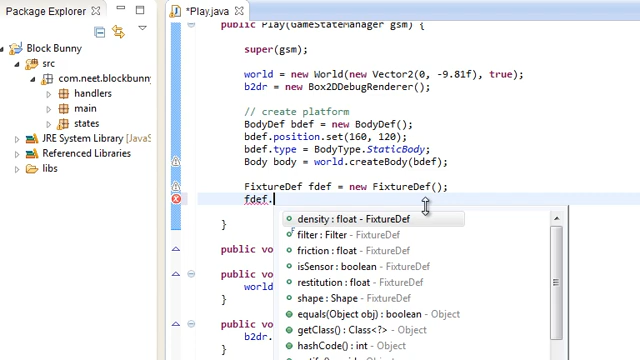 Package Explorer
Block Bunny
src
com.neet.blockbunny
handlers
main
states
JRE System Library [JavaSE-
Referenced Libraries
libs
*Play.java
public Play(GameStateManager gsm) {
super(gsm);
world = new World(new Vector2(0, -9.81f), true);
b2dr = new Box2DDebugRenderer();
// create platform
BodyDef bdef = new BodyDef();
bdef.position.set(160, 120);
bdef.type = BodyType.StaticBody;
Body body = world.createBody(bdef);
FixtureDef fdef = new FixtureDef();
fdef.
density : float - FixtureDef
filter : Filter - FixtureDef
friction : float - FixtureDef
isSensor : boolean - FixtureDef
restitution : float - FixtureDef
shape : Shape - FixtureDef
equals(Object obj) : boolean - Object
getClass() : Class<?> - Object
hashCode() : int - Object
}
public vo
public vo
world
}
public vo
b2dr.